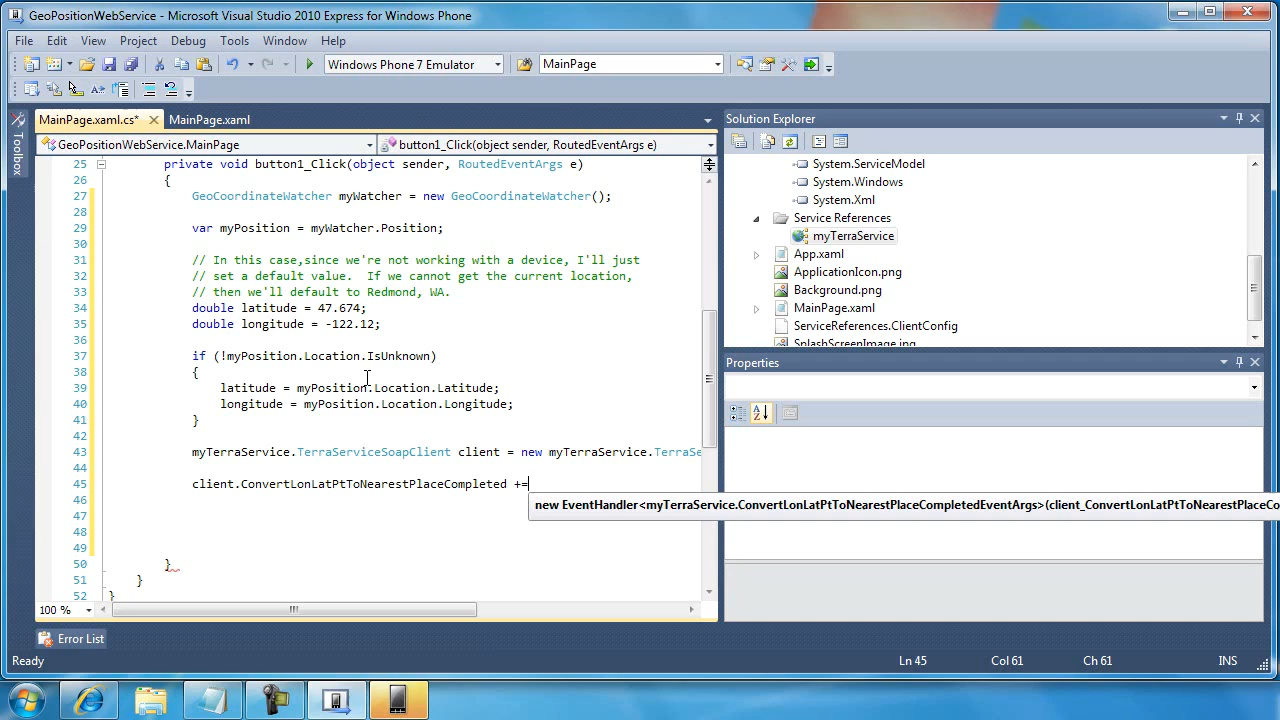 GeoPositionWebService - Microsoft Visual Studio 2010 Express for Windows Phone
File Edit View Project Debug Tools Window Help
Windows Phone 7 Emulator MainPage
MainPage.xaml.cs* MainPage.xaml
GeoPositionWebService.MainPage button1_Click(object sender, RoutedEventArgs e)
Toolbox
25 private void button1_Click(object sender, RoutedEventArgs e)
26 {
27 GeoCoordinateWatcher myWatcher = new GeoCoordinateWatcher();
28
29 var myPosition = myWatcher.Position;
30
31 // In this case,since we're not working with a device, I'll just
32 // set a default value.  If we cannot get the current location,
33 // then we'll default to Redmond, WA.
34 double latitude = 47.674;
35 double longitude = -122.12;
36
37 if (!myPosition.Location.IsUnknown)
38 {
39 latitude = myPosition.Location.Latitude;
40 longitude = myPosition.Location.Longitude;
41 }
42
43 myTerraService.TerraServiceSoapClient client = new myTerraService.TerraSe
44
45 client.ConvertLonLatPtToNearestPlaceCompleted +=
new EventHandler<myTerraService.ConvertLonLatPtToNearestPlaceCompletedEventArgs>(client_ConvertLonLatPtToNearestPlaceCo
46
47
48
49
50 }
51 }
52 }
100 %
Solution Explorer
System.ServiceModel
System.Windows
System.Xml
Service References
myTerraService
App.xaml
ApplicationIcon.png
Background.png
MainPage.xaml
ServiceReferences.ClientConfig
SplashScreenImage.jpg
Properties
Error List
Ready Ln 45 Col 61 Ch 61 INS